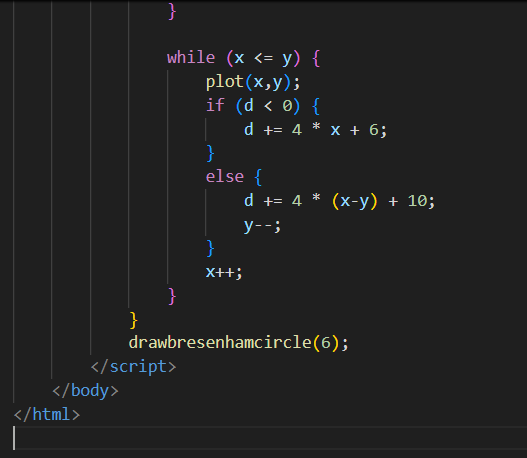 }
while (x <= y) {
plot(x,y);
if (d < 0) {
d += 4 * x + 6;
}
else {
d += 4 * (x-y) + 10;
y--;
}
x++;
}
}
drawbresenhamcircle(6);
</script>
</body>
</html>